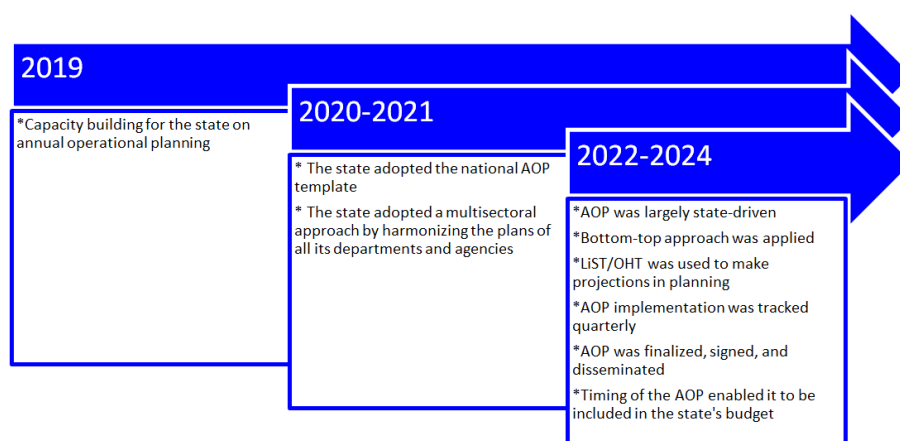 2019
*Capacity building for the state on
annual operational planning
2020-2021
* The state adopted the national AOP
template
* The state adopted a multisectoral
approach by harmonizing the plans of
all its departments and agencies
2022-2024
*AOP was largely state-driven
*Bottom-top approach was applied
*LiST/OHT was used to make
projections in planning
*AOP implementation was tracked
quarterly
*AOP was finalized, signed, and
disseminated
*Timing of the AOP enabled it to be
included in the state's budget